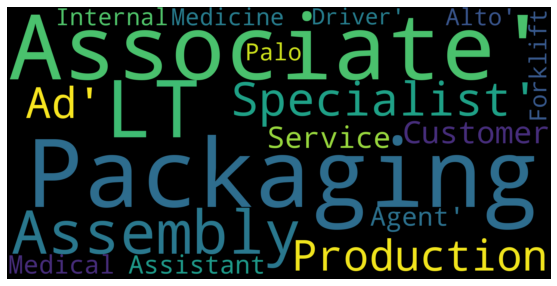 Internal Medicine Driver' Alto'
Associate'
Palo
Forklift
Ad' LT Specialist'
Service Customer
Packaging
Assembly Agent'
Production
Medical Assistant